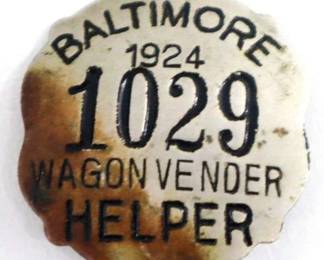 BALTIMORE
1924
1029
WAGON VENDER
HELPER